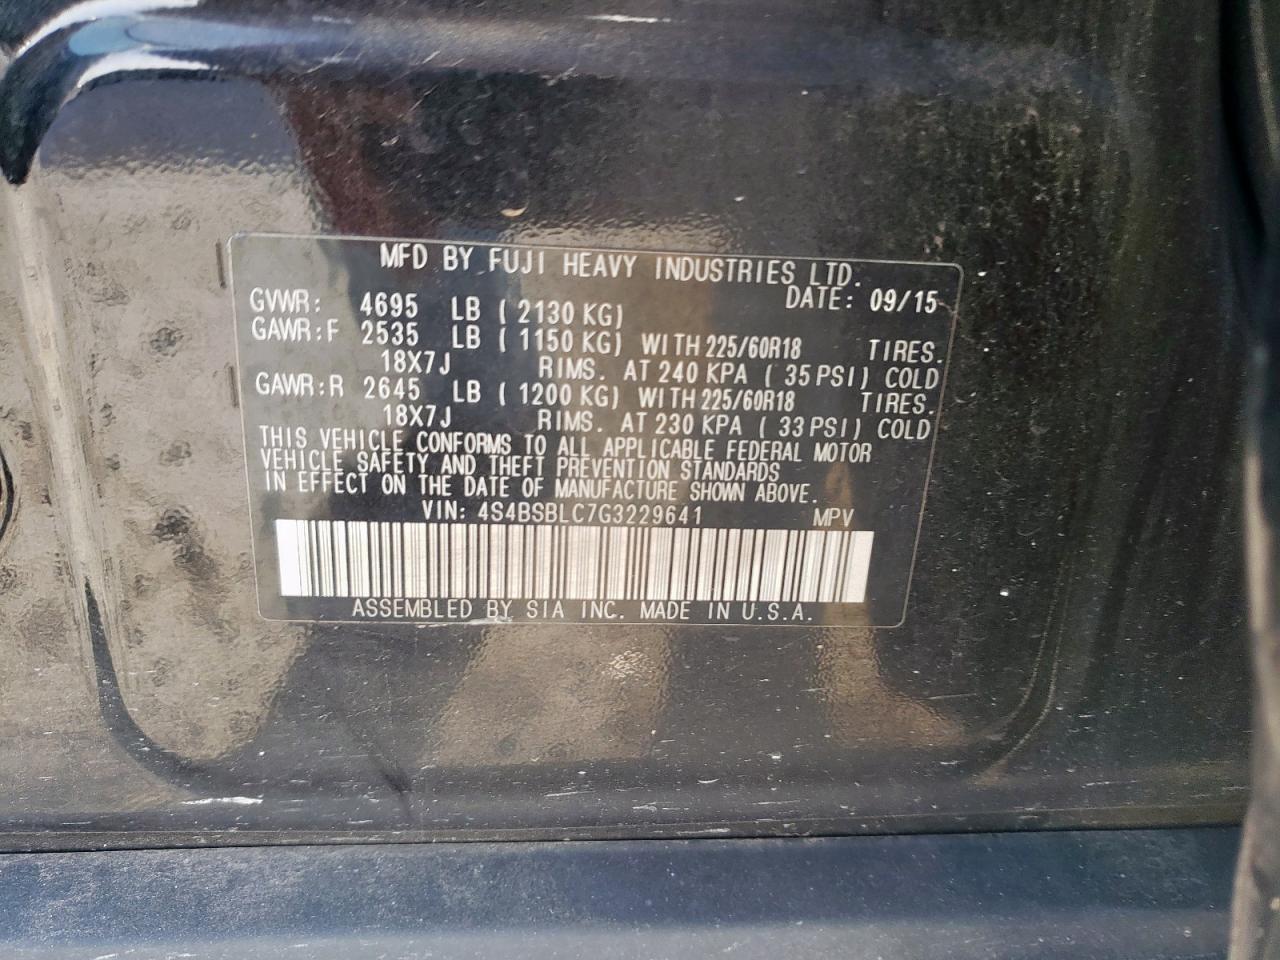 MFD BY FUJI HEAVY INDUSTRIES LTD.
DATE: 09/15
GVWR: 4695 LB ( 2130 KG)
GAWR:F 2535 LB ( 1150 KG) WITH 225/60R18 TIRES.
18X7J RIMS. AT 240 KPA ( 35 PSI) COLD
GAWR:R 2645 LB ( 1200 KG) WITH 225/60R18 TIRES.
18X7J RIMS. AT 230 KPA ( 33 PSI) COLD
THIS VEHICLE CONFORMS TO ALL APPLICABLE FEDERAL MOTOR
VEHICLE SAFETY AND THEFT PREVENTION STANDARDS
IN EFFECT ON THE DATE OF MANUFACTURE SHOWN ABOVE.
VIN: 4S4BSBLC7G3229641 MPV
ASSEMBLED BY SIA INC. MADE IN U.S.A.